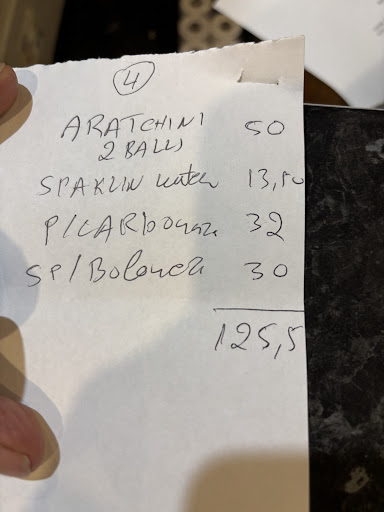 4
ARATCHINI 50
2 BALLS
SPAKLIN water 13,50
P/CARbonara 32
SP/Bolonese 30
125,5